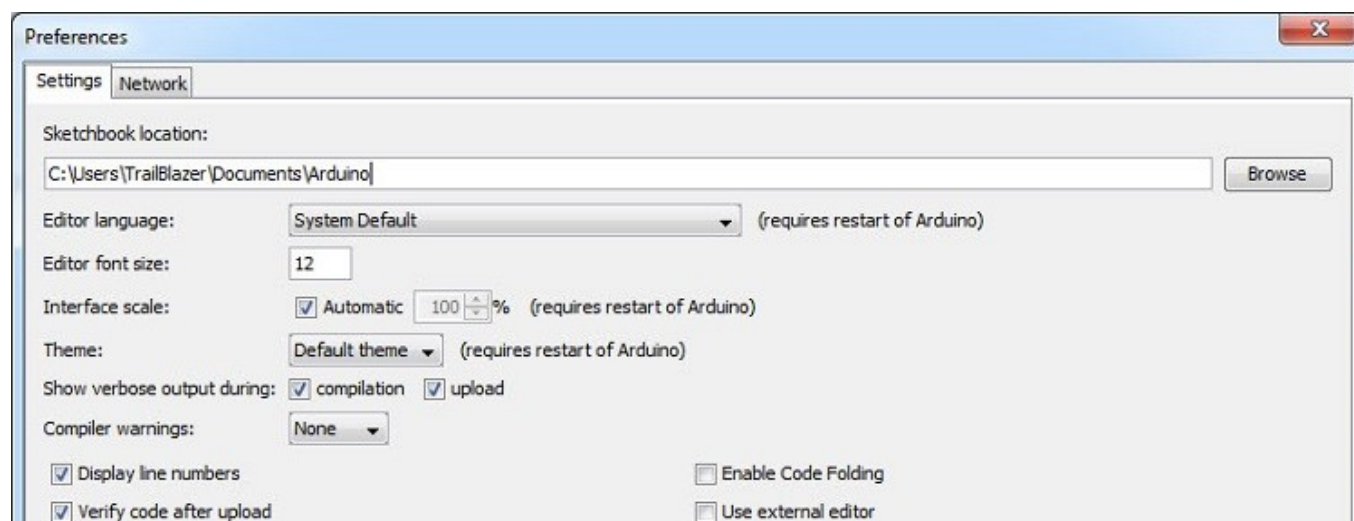 Preferences
Settings Network
Sketchbook location:
C:\Users\TrailBlazer\Documents\Arduino Browse
Editor language: System Default (requires restart of Arduino)
Editor font size: 12
Interface scale: Automatic 100 % (requires restart of Arduino)
Theme: Default theme (requires restart of Arduino)
Show verbose output during: compilation upload
Compiler warnings: None
Display line numbers Enable Code Folding
Verify code after upload Use external editor